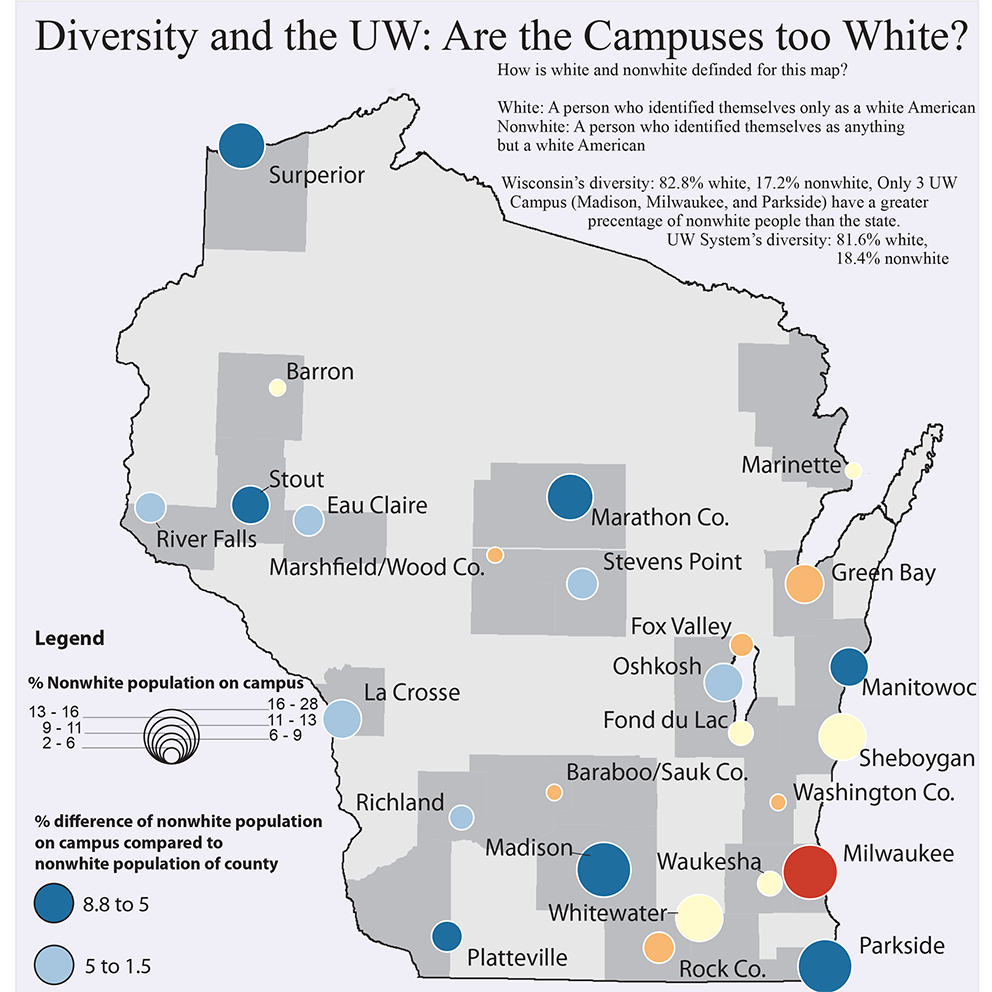 Diversity and the UW: Are the Campuses too White?
How is white and nonwhite definded for this map?
White: A person who identified themselves only as a white American
Nonwhite: A person who identified themselves as anything
but a white American
Wisconsin's diversity: 82.8% white, 17.2% nonwhite, Only 3 UW
Campus (Madison, Milwaukee, and Parkside) have a greater
precentage of nonwhite people than the state.
UW System's diversity: 81.6% white,
18.4% nonwhite
Surperior
Barron
Marinette
Stout
Eau Claire
River Falls
Marathon Co.
Marshfield/Wood Co.
Stevens Point
Green Bay
Fox Valley
Oshkosh
Manitowoc
Fond du Lac
Sheboygan
La Crosse
Baraboo/Sauk Co.
Washington Co.
Richland
Madison
Waukesha
Milwaukee
Whitewater
Platteville
Rock Co.
Parkside
Legend
% Nonwhite population on campus
13 - 16
9 - 11
2 - 6
16 - 28
11 - 13
6 - 9
% difference of nonwhite population
on campus compared to
nonwhite population of county
8.8 to 5
5 to 1.5